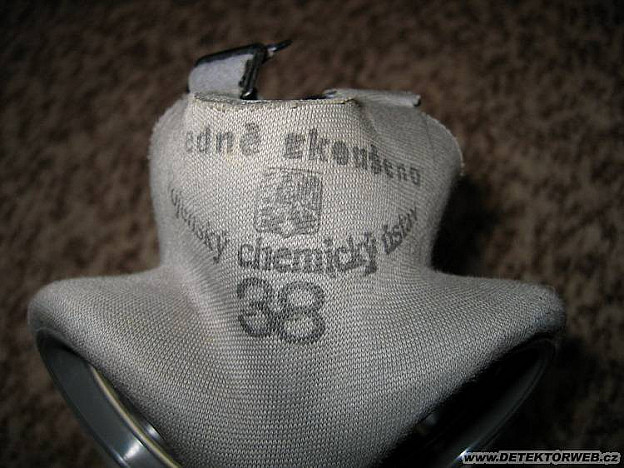 edně zkoušeno
ojenský chemický ústav
38
www.DETEKTORWEB.cz